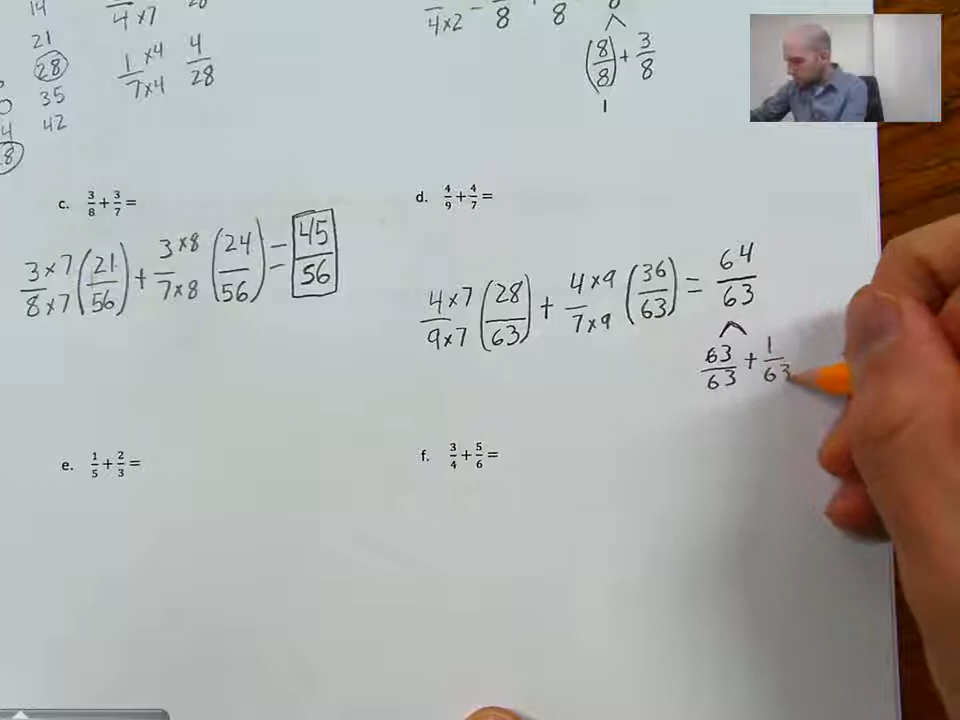 14
21
28
35
42
4 × 7
1 × 4
7 × 4
4
28
4 × 2
8
8
(8/8) + 3/8
1
c. 3/8 + 3/7 =
3 × 7 / 8 × 7 (21/56) + 3 × 8 / 7 × 8 (24/56) = 45/56
d. 4/9 + 4/7 =
4 × 7 / 9 × 7 (28/63) + 4 × 9 / 7 × 9 (36/63) = 64/63
63/63 + 1/63
e. 1/5 + 2/3 =
f. 3/4 + 5/6 =